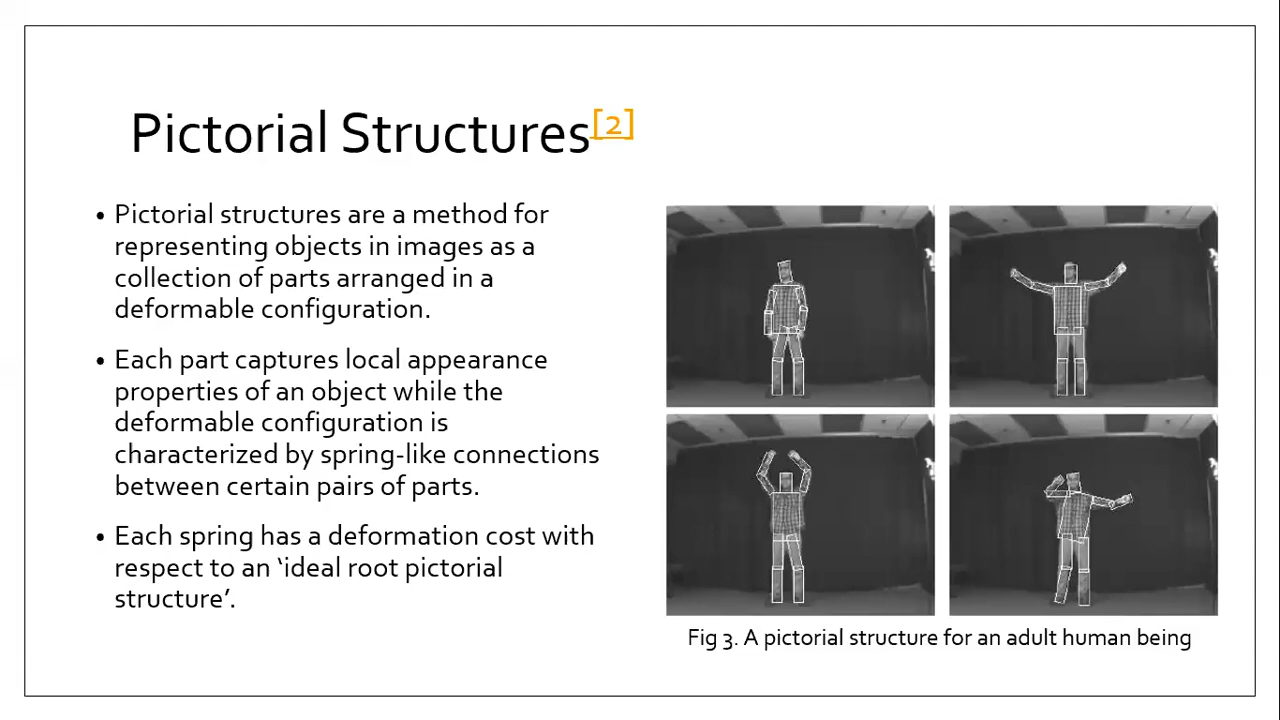 Pictorial Structures[2]
• Pictorial structures are a method for
representing objects in images as a
collection of parts arranged in a
deformable configuration.
• Each part captures local appearance
properties of an object while the
deformable configuration is
characterized by spring-like connections
between certain pairs of parts.
• Each spring has a deformation cost with
respect to an ‘ideal root pictorial
structure’.
Fig 3. A pictorial structure for an adult human being